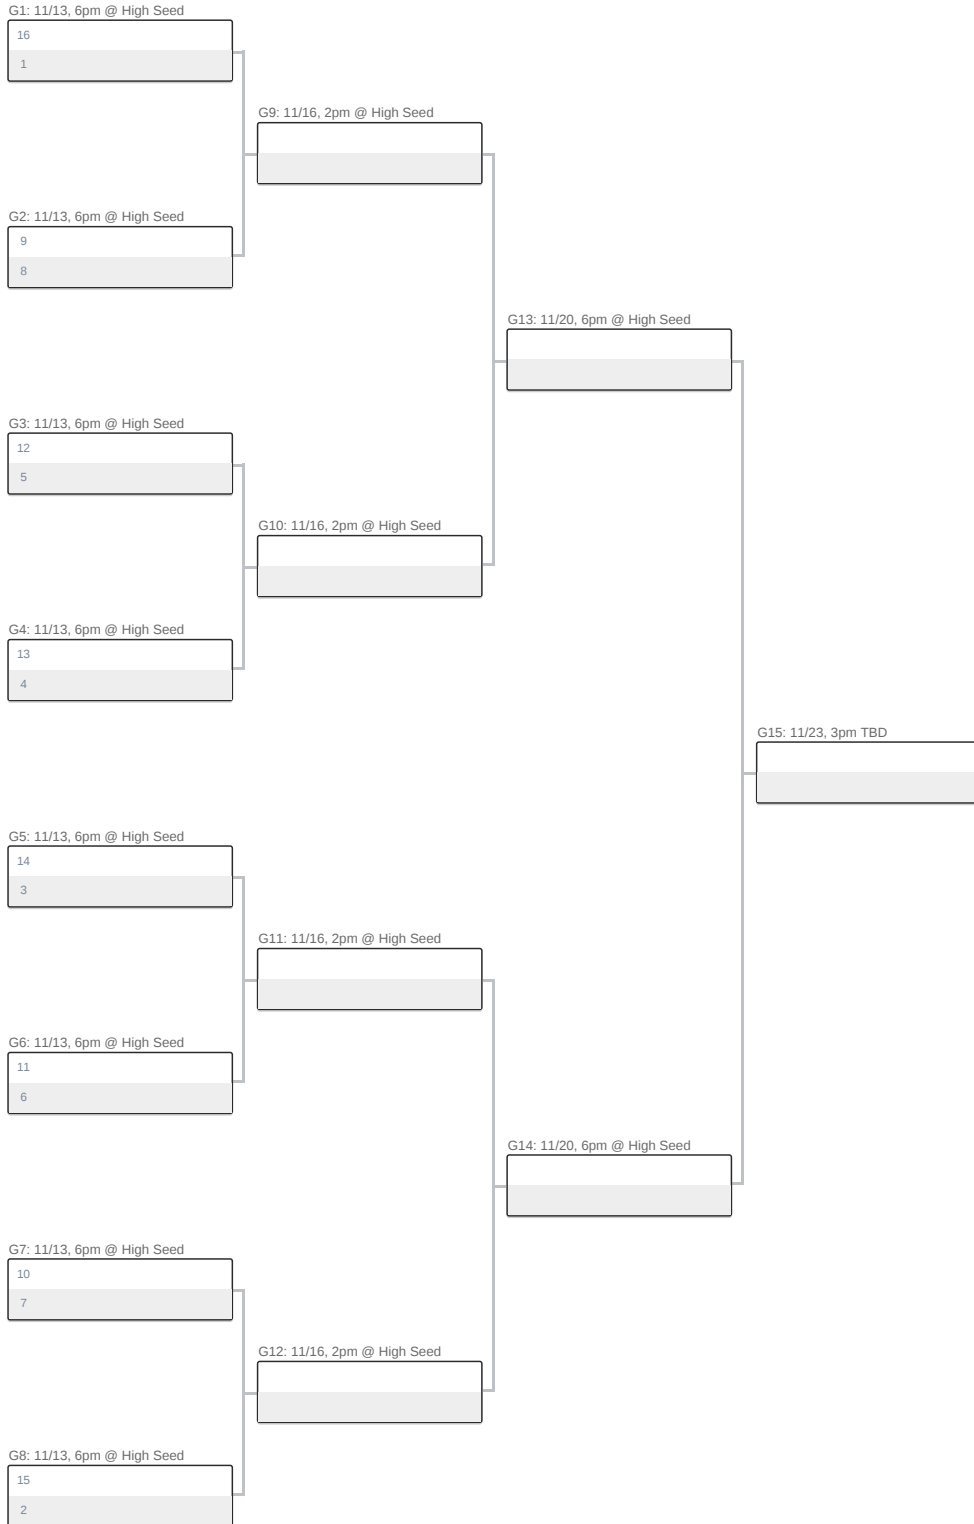 G1: 11/13, 6pm @ High Seed
16
1
G9: 11/16, 2pm @ High Seed
G2: 11/13, 6pm @ High Seed
9
8
G13: 11/20, 6pm @ High Seed
G3: 11/13, 6pm @ High Seed
12
5
G10: 11/16, 2pm @ High Seed
G4: 11/13, 6pm @ High Seed
13
4
G15: 11/23, 3pm TBD
G5: 11/13, 6pm @ High Seed
14
3
G11: 11/16, 2pm @ High Seed
G6: 11/13, 6pm @ High Seed
11
6
G14: 11/20, 6pm @ High Seed
G7: 11/13, 6pm @ High Seed
10
7
G12: 11/16, 2pm @ High Seed
G8: 11/13, 6pm @ High Seed
15
2